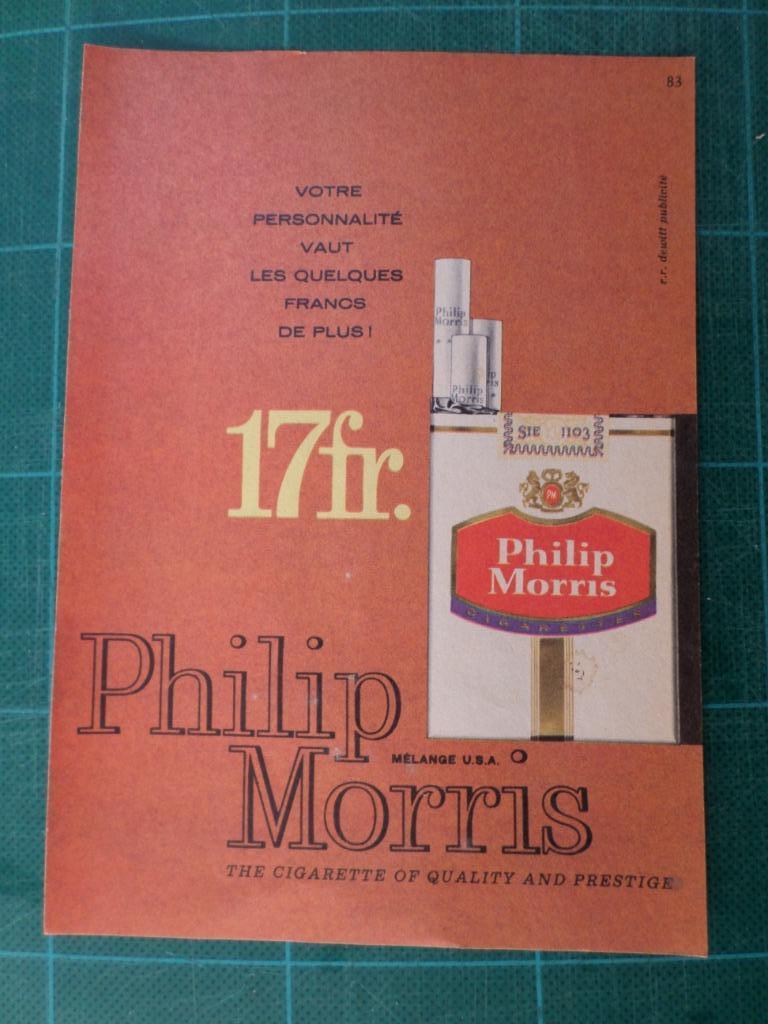 83
r.r. dewitt publicité
VOTRE
PERSONNALITÉ
VAUT
LES QUELQUES
FRANCS
DE PLUS!
17fr.
Philip
Morris
Philip
Morris
SIE 1103
PM
Philip
Morris
CIGARETTES
Philip
MÉLANGE U.S.A.
Morris
THE CIGARETTE OF QUALITY AND PRESTIGE